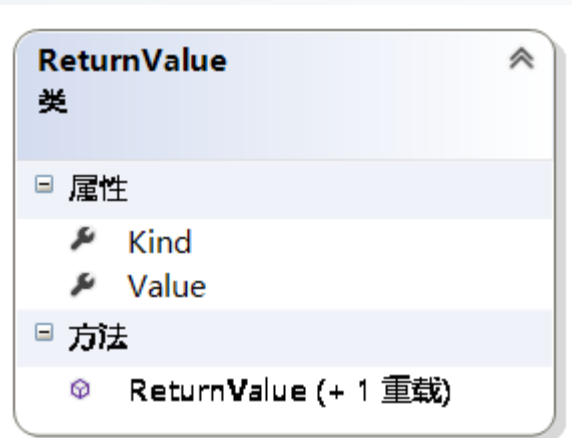 ReturnValue
类
属性
Kind
Value
方法
ReturnValue (+ 1 重载)